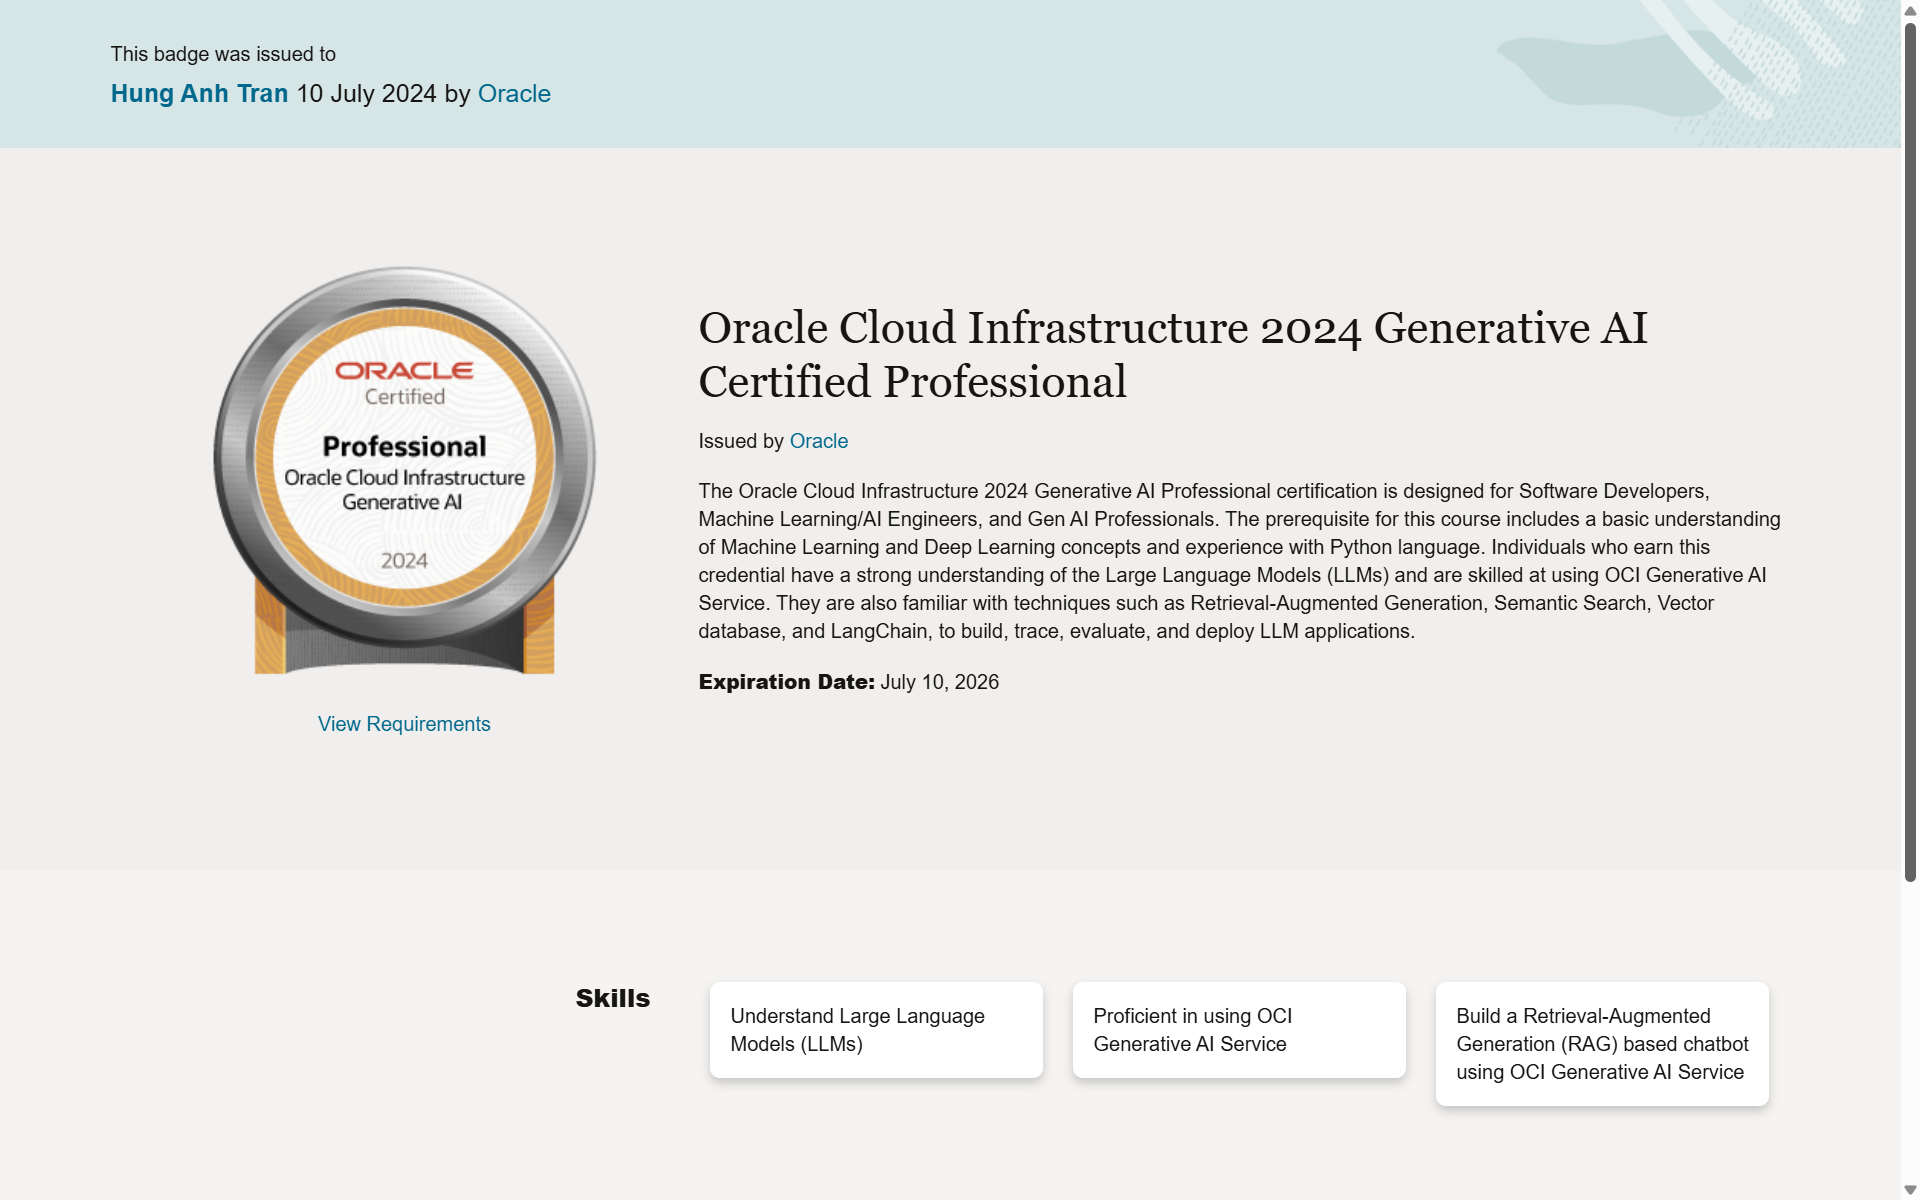 This badge was issued to
Hung Anh Tran 10 July 2024 by Oracle
ORACLE
Certified
Professional
Oracle Cloud Infrastructure
Generative AI
2024
View Requirements
Oracle Cloud Infrastructure 2024 Generative AI
Certified Professional
Issued by Oracle
The Oracle Cloud Infrastructure 2024 Generative AI Professional certification is designed for Software Developers,
Machine Learning/AI Engineers, and Gen AI Professionals. The prerequisite for this course includes a basic understanding
of Machine Learning and Deep Learning concepts and experience with Python language. Individuals who earn this
credential have a strong understanding of the Large Language Models (LLMs) and are skilled at using OCI Generative AI
Service. They are also familiar with techniques such as Retrieval-Augmented Generation, Semantic Search, Vector
database, and LangChain, to build, trace, evaluate, and deploy LLM applications.
Expiration Date: July 10, 2026
Skills
Understand Large Language
Models (LLMs)
Proficient in using OCI
Generative AI Service
Build a Retrieval-Augmented
Generation (RAG) based chatbot
using OCI Generative AI Service